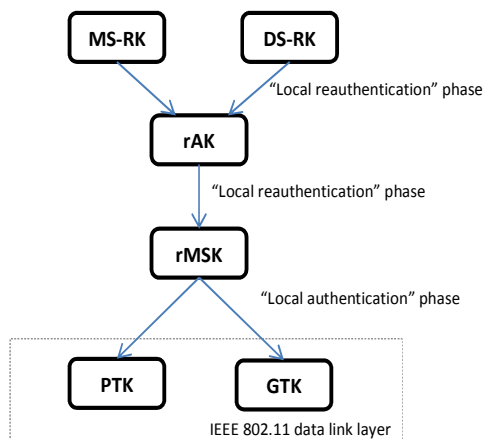 MS-RK
DS-RK
“Local reauthentication” phase
rAK
“Local reauthentication” phase
rMSK
“Local authentication” phase
PTK
GTK
IEEE 802.11 data link layer